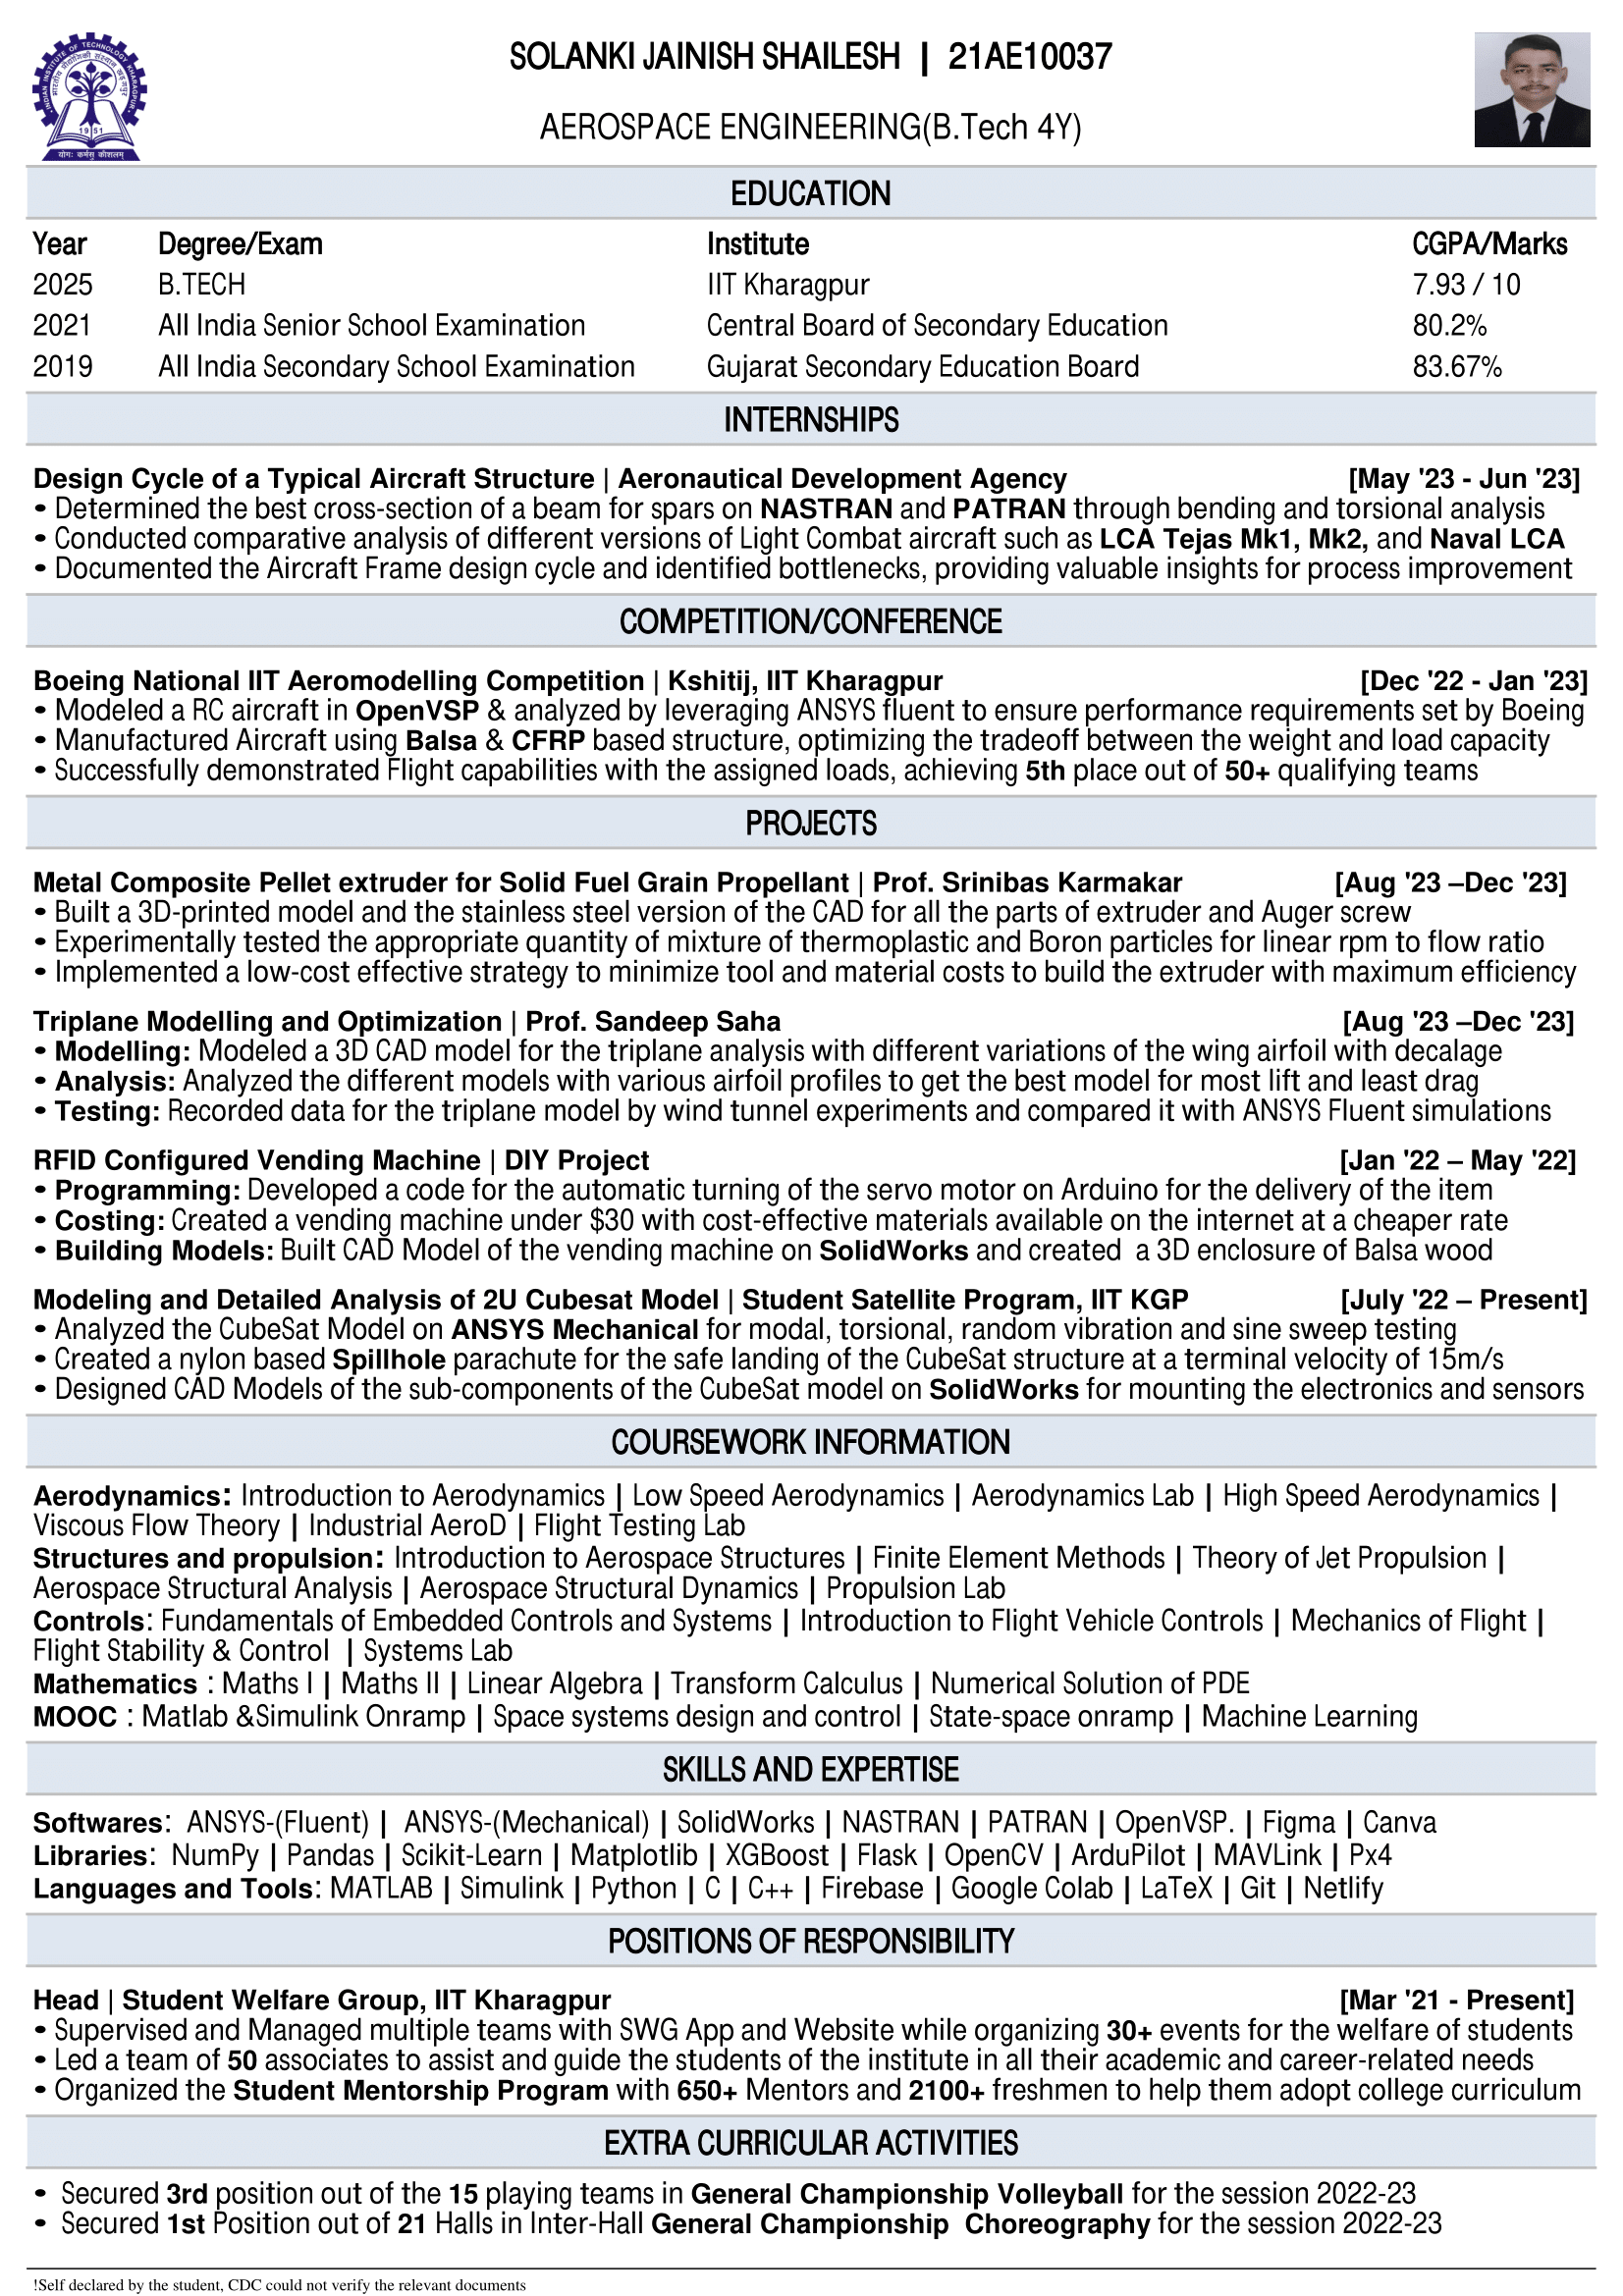 INDIAN INSTITUTE OF TECHNOLOGY KHARAGPUR
भारतीय प्रौद्योगिकी संस्थान खड़गपुर
1951
योगः कर्मसु कौशलम्
SOLANKI JAINISH SHAILESH | 21AE10037
AEROSPACE ENGINEERING(B.Tech 4Y)
EDUCATION
Year Degree/Exam Institute CGPA/Marks
2025 B.TECH IIT Kharagpur 7.93 / 10
2021 All India Senior School Examination Central Board of Secondary Education 80.2%
2019 All India Secondary School Examination Gujarat Secondary Education Board 83.67%
INTERNSHIPS
Design Cycle of a Typical Aircraft Structure | Aeronautical Development Agency [May '23 - Jun '23]
• Determined the best cross-section of a beam for spars on NASTRAN and PATRAN through bending and torsional analysis
• Conducted comparative analysis of different versions of Light Combat aircraft such as LCA Tejas Mk1, Mk2, and Naval LCA
• Documented the Aircraft Frame design cycle and identified bottlenecks, providing valuable insights for process improvement
COMPETITION/CONFERENCE
Boeing National IIT Aeromodelling Competition | Kshitij, IIT Kharagpur [Dec '22 - Jan '23]
• Modeled a RC aircraft in OpenVSP & analyzed by leveraging ANSYS fluent to ensure performance requirements set by Boeing
• Manufactured Aircraft using Balsa & CFRP based structure, optimizing the tradeoff between the weight and load capacity
• Successfully demonstrated Flight capabilities with the assigned loads, achieving 5th place out of 50+ qualifying teams
PROJECTS
Metal Composite Pellet extruder for Solid Fuel Grain Propellant | Prof. Srinibas Karmakar [Aug '23 –Dec '23]
• Built a 3D-printed model and the stainless steel version of the CAD for all the parts of extruder and Auger screw
• Experimentally tested the appropriate quantity of mixture of thermoplastic and Boron particles for linear rpm to flow ratio
• Implemented a low-cost effective strategy to minimize tool and material costs to build the extruder with maximum efficiency
Triplane Modelling and Optimization | Prof. Sandeep Saha [Aug '23 –Dec '23]
• Modelling: Modeled a 3D CAD model for the triplane analysis with different variations of the wing airfoil with decalage
• Analysis: Analyzed the different models with various airfoil profiles to get the best model for most lift and least drag
• Testing: Recorded data for the triplane model by wind tunnel experiments and compared it with ANSYS Fluent simulations
RFID Configured Vending Machine | DIY Project [Jan '22 – May '22]
• Programming: Developed a code for the automatic turning of the servo motor on Arduino for the delivery of the item
• Costing: Created a vending machine under $30 with cost-effective materials available on the internet at a cheaper rate
• Building Models: Built CAD Model of the vending machine on SolidWorks and created a 3D enclosure of Balsa wood
Modeling and Detailed Analysis of 2U Cubesat Model | Student Satellite Program, IIT KGP [July '22 – Present]
• Analyzed the CubeSat Model on ANSYS Mechanical for modal, torsional, random vibration and sine sweep testing
• Created a nylon based Spillhole parachute for the safe landing of the CubeSat structure at a terminal velocity of 15m/s
• Designed CAD Models of the sub-components of the CubeSat model on SolidWorks for mounting the electronics and sensors
COURSEWORK INFORMATION
Aerodynamics: Introduction to Aerodynamics | Low Speed Aerodynamics | Aerodynamics Lab | High Speed Aerodynamics |
Viscous Flow Theory | Industrial AeroD | Flight Testing Lab
Structures and propulsion: Introduction to Aerospace Structures | Finite Element Methods | Theory of Jet Propulsion |
Aerospace Structural Analysis | Aerospace Structural Dynamics | Propulsion Lab
Controls: Fundamentals of Embedded Controls and Systems | Introduction to Flight Vehicle Controls | Mechanics of Flight |
Flight Stability & Control | Systems Lab
Mathematics : Maths I | Maths II | Linear Algebra | Transform Calculus | Numerical Solution of PDE
MOOC : Matlab &Simulink Onramp | Space systems design and control | State-space onramp | Machine Learning
SKILLS AND EXPERTISE
Softwares: ANSYS-(Fluent) | ANSYS-(Mechanical) | SolidWorks | NASTRAN | PATRAN | OpenVSP. | Figma | Canva
Libraries: NumPy | Pandas | Scikit-Learn | Matplotlib | XGBoost | Flask | OpenCV | ArduPilot | MAVLink | Px4
Languages and Tools: MATLAB | Simulink | Python | C | C++ | Firebase | Google Colab | LaTeX | Git | Netlify
POSITIONS OF RESPONSIBILITY
Head | Student Welfare Group, IIT Kharagpur [Mar '21 - Present]
• Supervised and Managed multiple teams with SWG App and Website while organizing 30+ events for the welfare of students
• Led a team of 50 associates to assist and guide the students of the institute in all their academic and career-related needs
• Organized the Student Mentorship Program with 650+ Mentors and 2100+ freshmen to help them adopt college curriculum
EXTRA CURRICULAR ACTIVITIES
• Secured 3rd position out of the 15 playing teams in General Championship Volleyball for the session 2022-23
• Secured 1st Position out of 21 Halls in Inter-Hall General Championship Choreography for the session 2022-23
!Self declared by the student, CDC could not verify the relevant documents